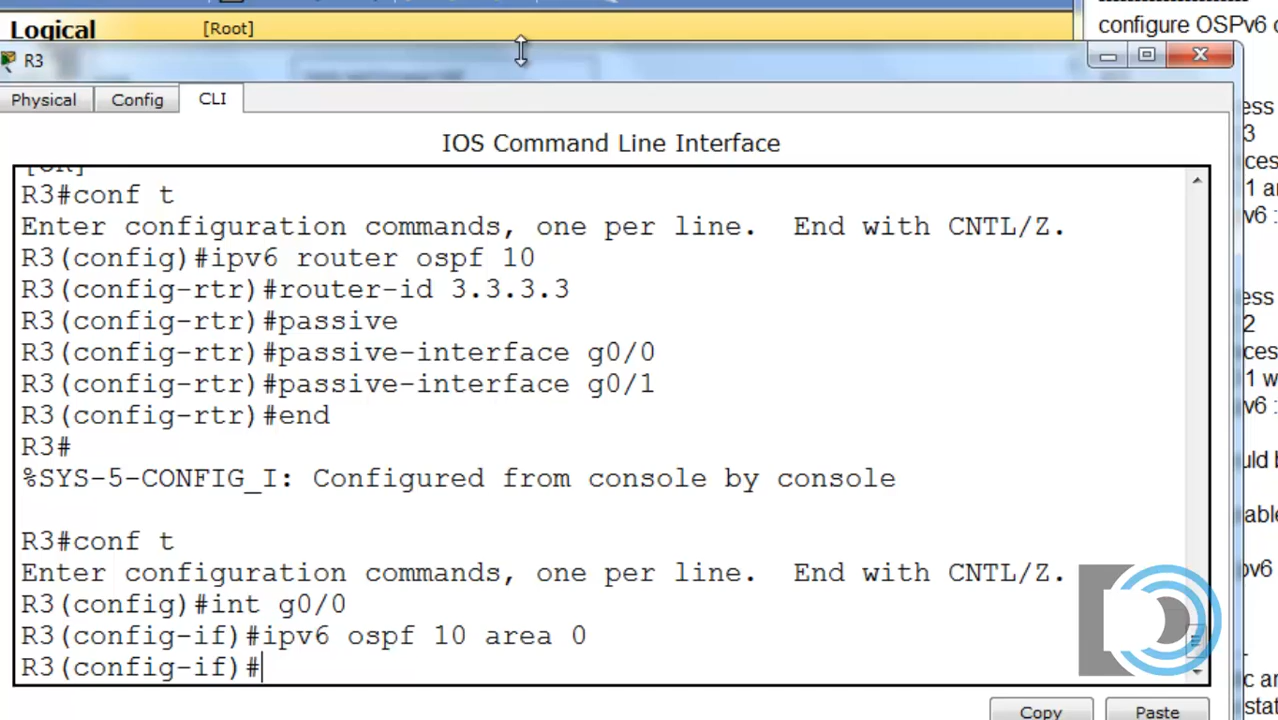 configure OSPv6
Logical [Root]
R3
Physical Config CLI
IOS Command Line Interface
R3#conf t
Enter configuration commands, one per line.  End with CNTL/Z.
R3(config)#ipv6 router ospf 10
R3(config-rtr)#router-id 3.3.3.3
R3(config-rtr)#passive
R3(config-rtr)#passive-interface g0/0
R3(config-rtr)#passive-interface g0/1
R3(config-rtr)#end
R3#
%SYS-5-CONFIG_I: Configured from console by console
R3#conf t
Enter configuration commands, one per line.  End with CNTL/Z.
R3(config)#int g0/0
R3(config-if)#ipv6 ospf 10 area 0
R3(config-if)#
Copy Paste